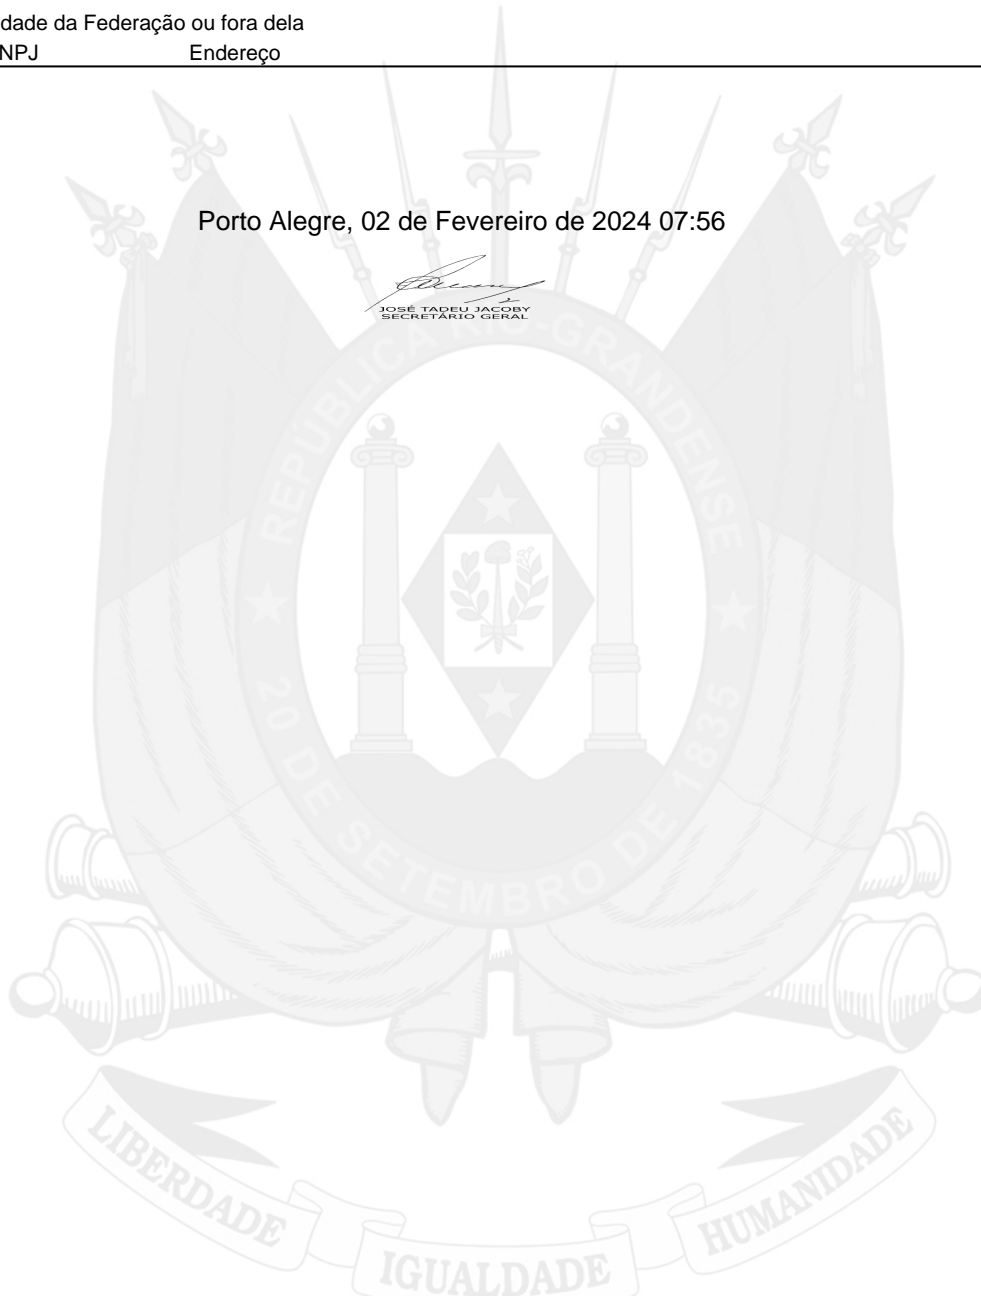 dade da Federação ou fora dela
NPJ Endereço
Porto Alegre, 02 de Fevereiro de 2024 07:56
JOSÉ TADEU JACOBY
SECRETÁRIO GERAL
REPÚBLICA RIO-GRANDENSE
20 DE SETEMBRO DE 1835
LIBERDADE
IGUALDADE
HUMANIDADE